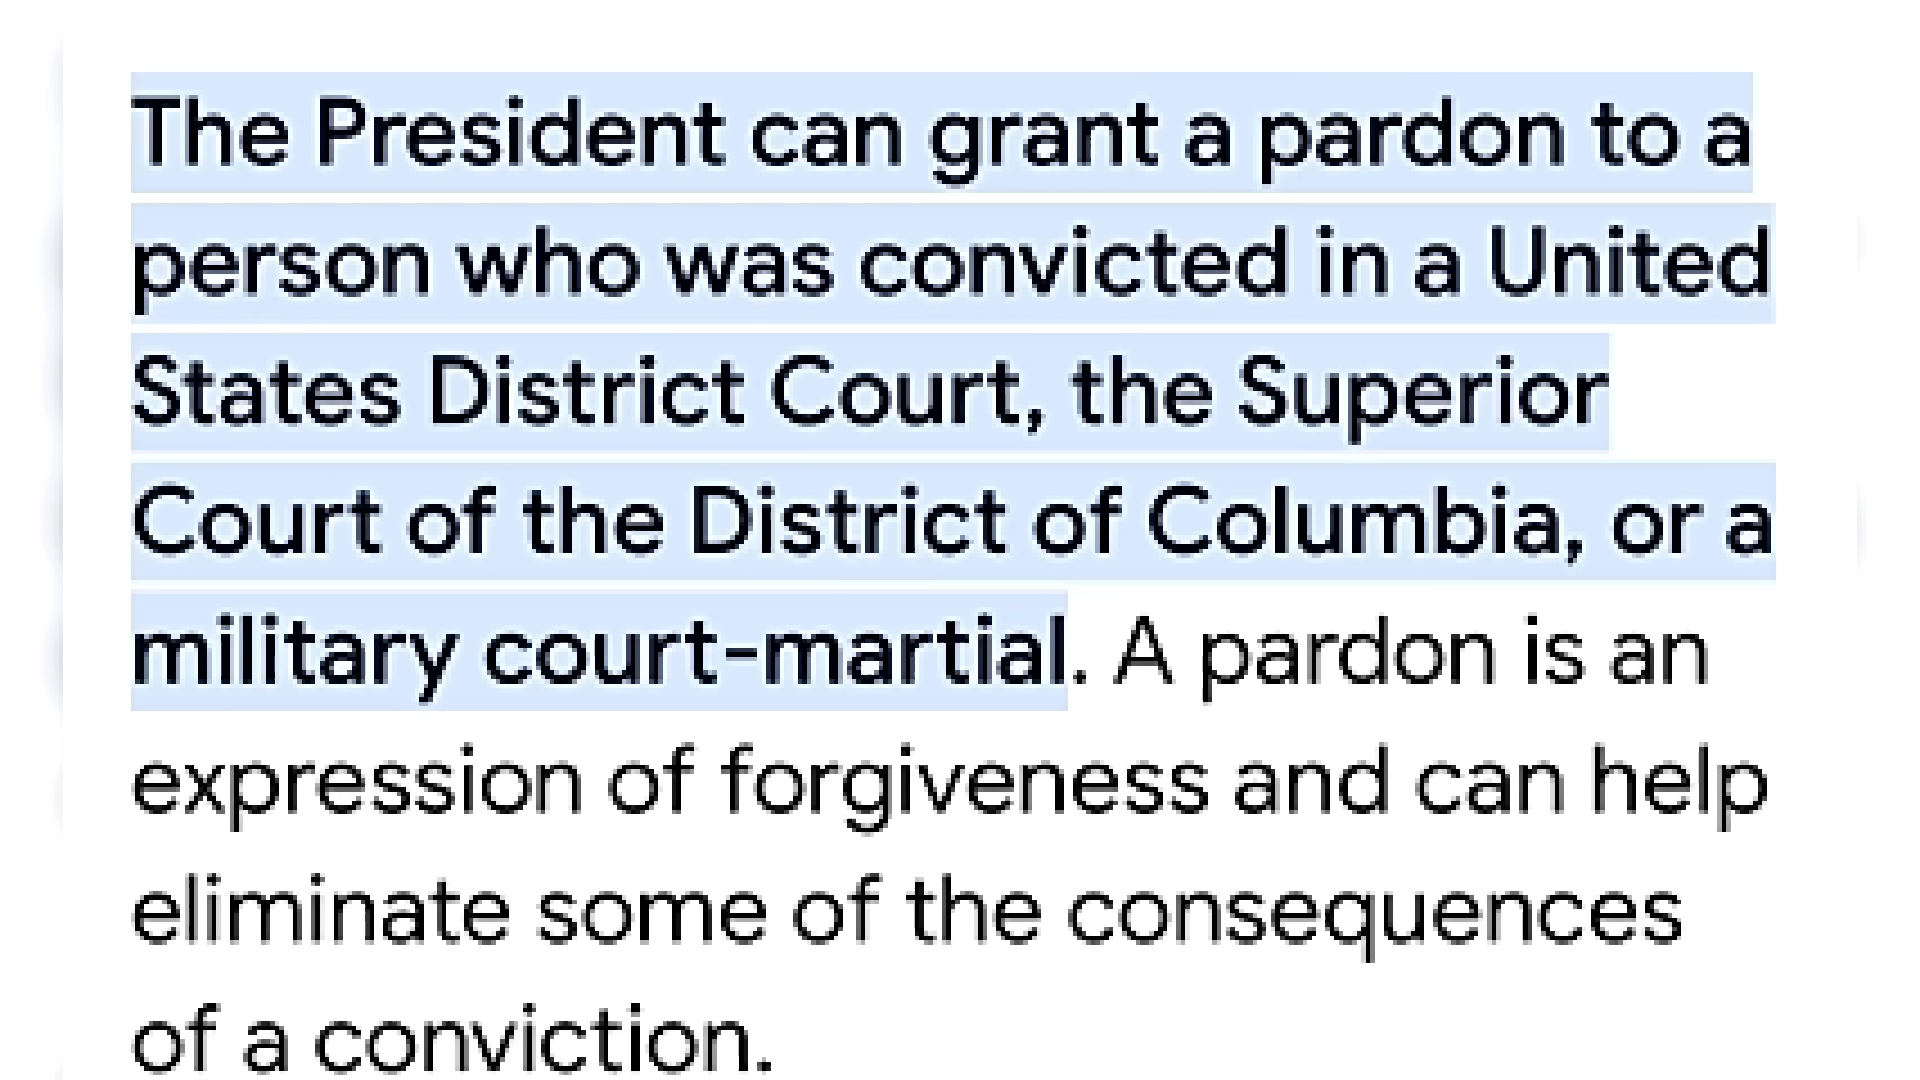 The President can grant a pardon to a
person who was convicted in a United
States District Court, the Superior
Court of the District of Columbia, or a
military court-martial. A pardon is an
expression of forgiveness and can help
eliminate some of the consequences
of a conviction.